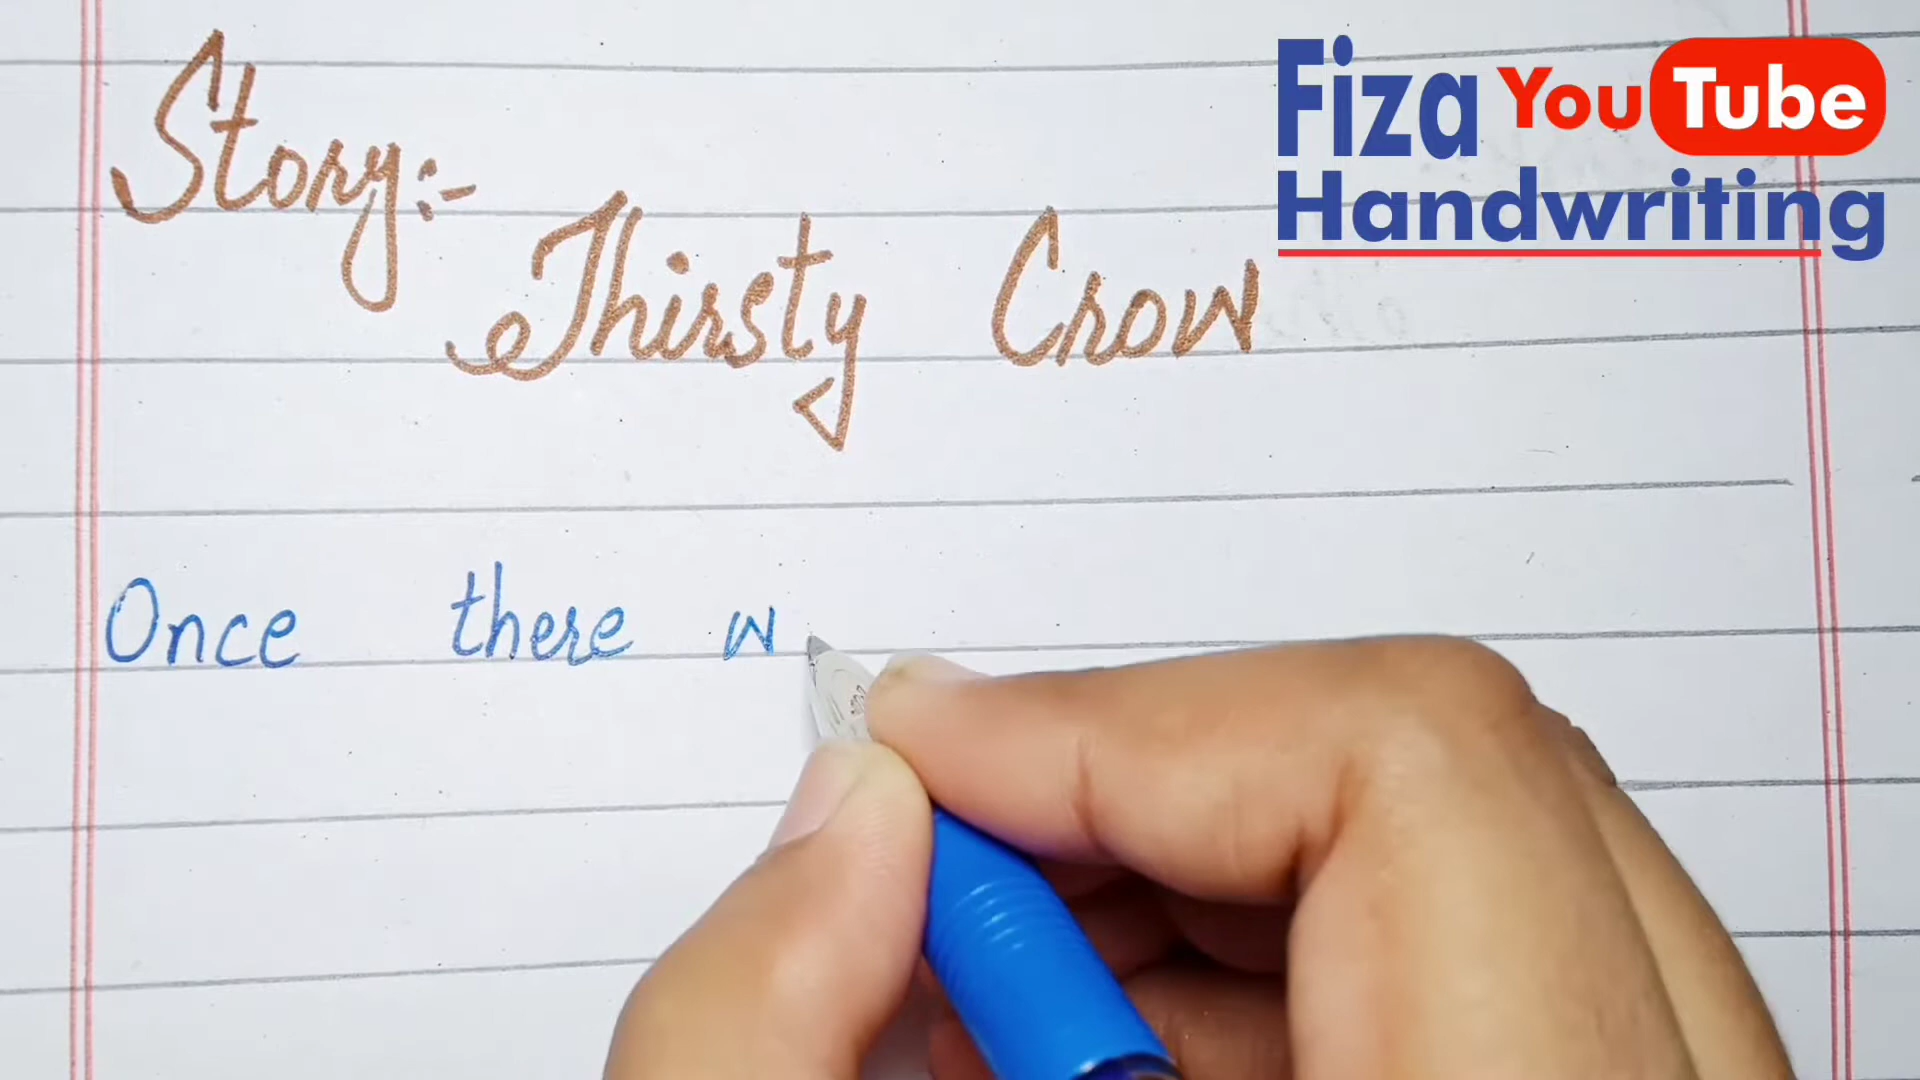 Story:-
Thirsty Crow
Fiza YouTube
Handwriting
Once there w